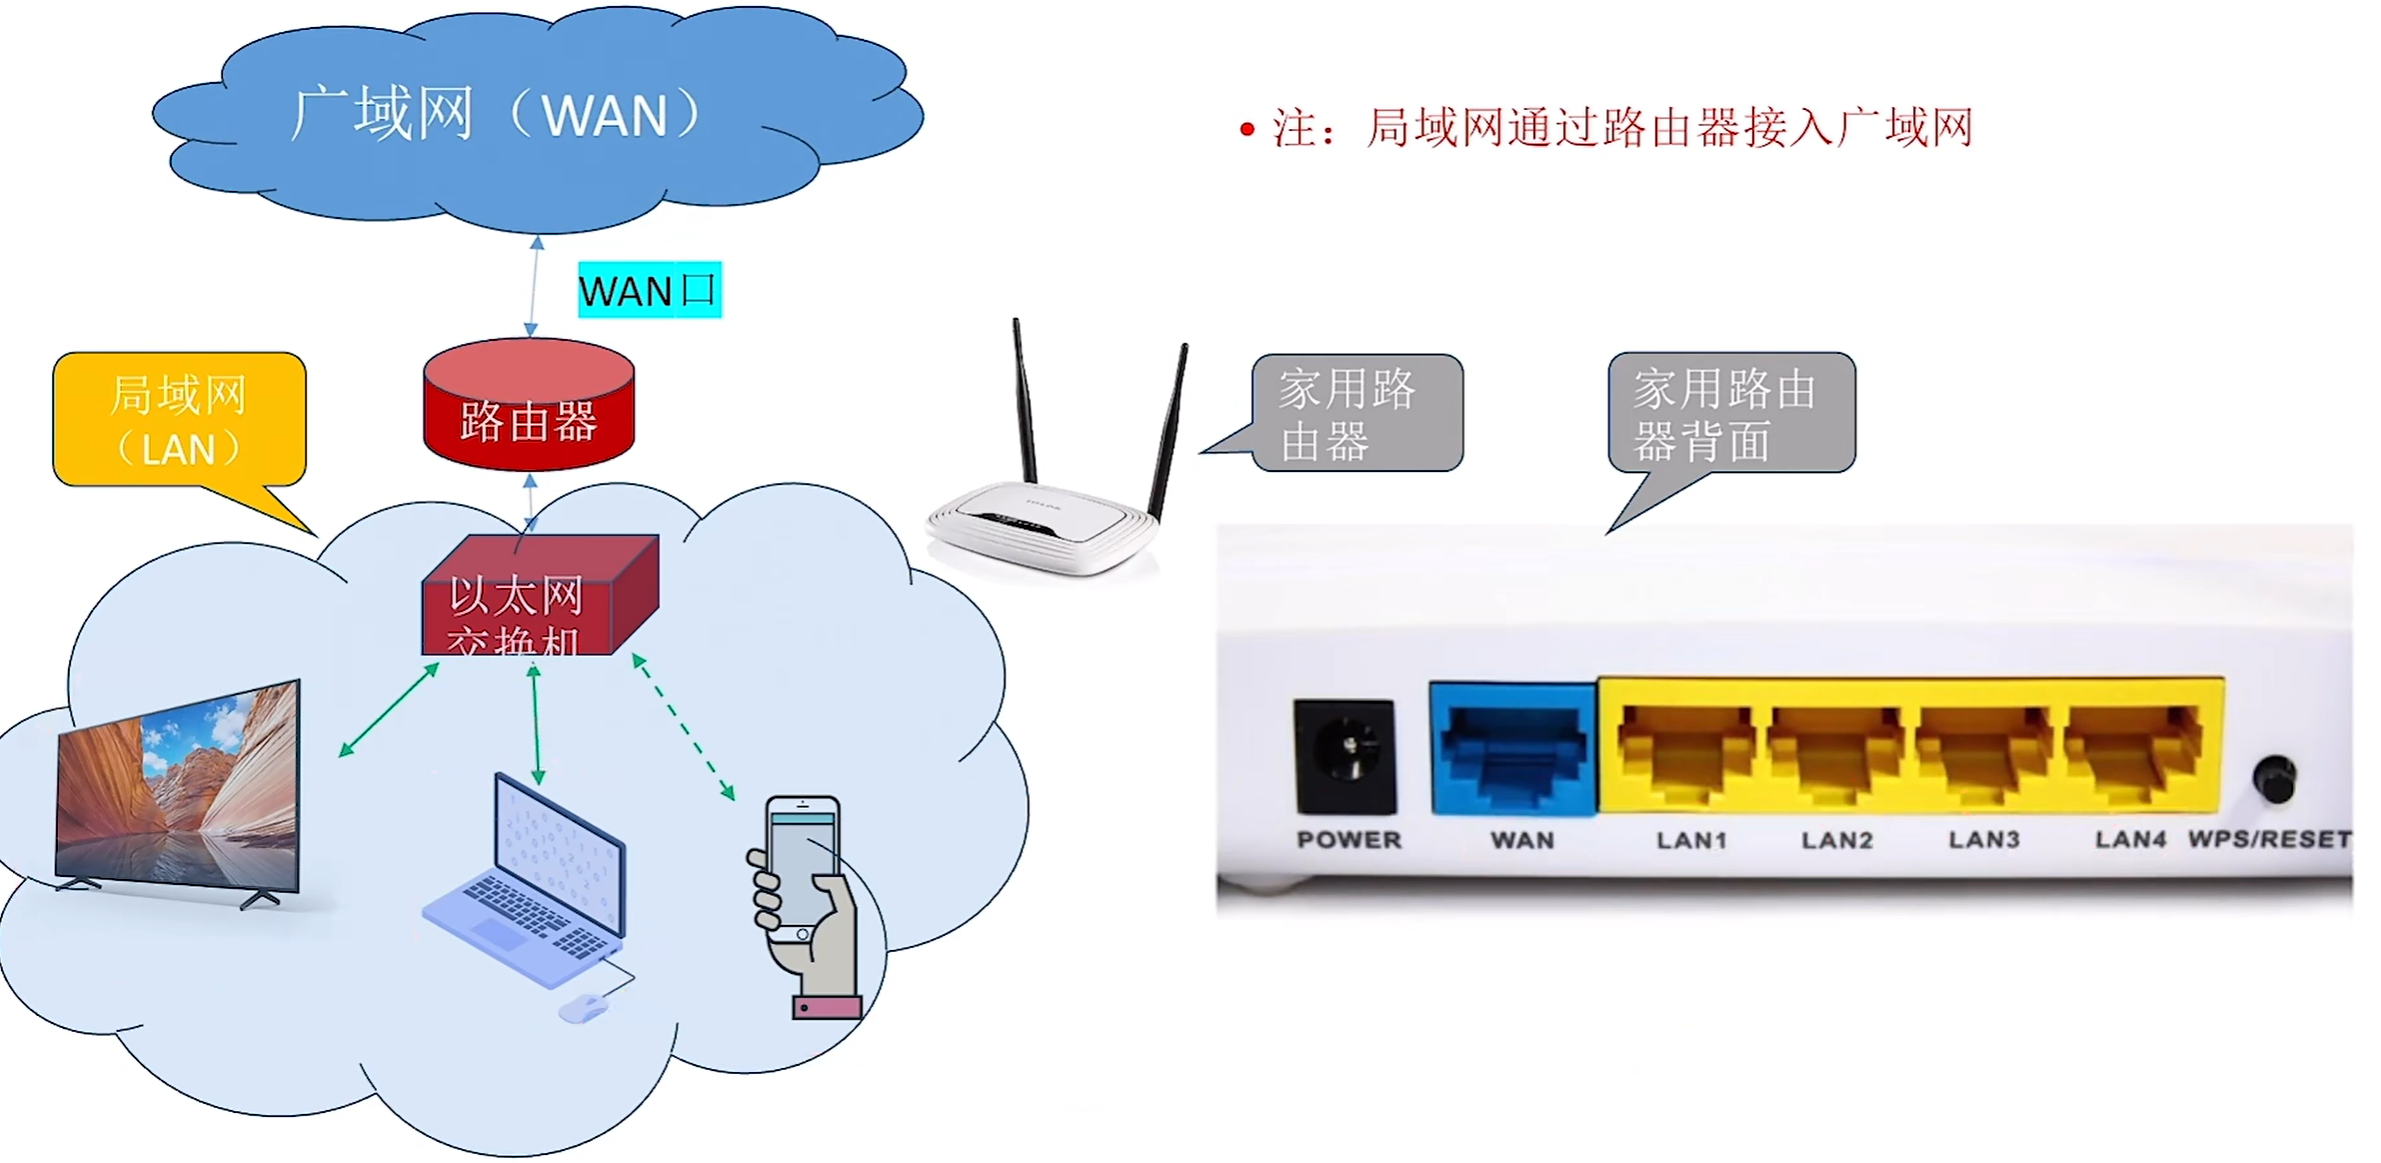 广域网（WAN）
• 注：局域网通过路由器接入广域网
WAN口
局域网
（LAN）
路由器
家用路
由器
家用路由
器背面
以太网
交换机
POWER
WAN
LAN1
LAN2
LAN3
LAN4
WPS/RESET